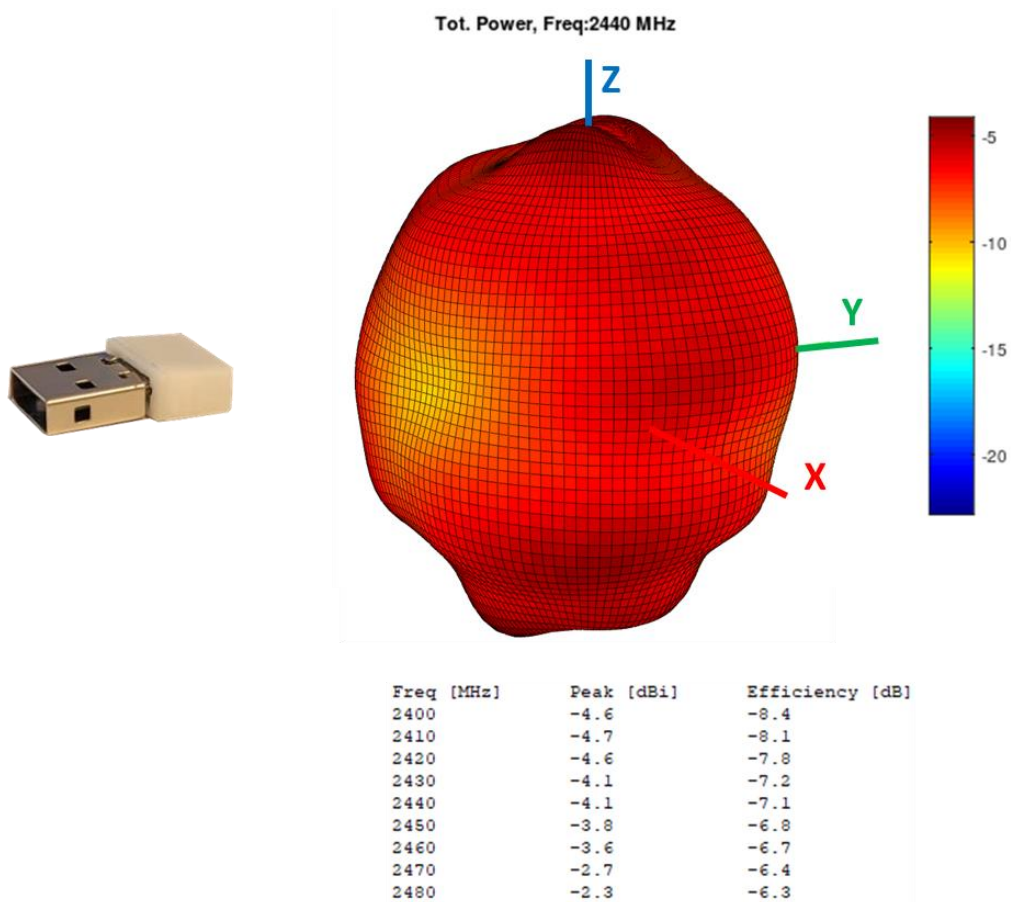 Tot. Power, Freq:2440 MHz
Z
-5
-10
Y
-15
X
-20
Freq [MHz] Peak [dBi] Efficiency [dB]
2400 -4.6 -8.4
2410 -4.7 -8.1
2420 -4.6 -7.8
2430 -4.1 -7.2
2440 -4.1 -7.1
2450 -3.8 -6.8
2460 -3.6 -6.7
2470 -2.7 -6.4
2480 -2.3 -6.3